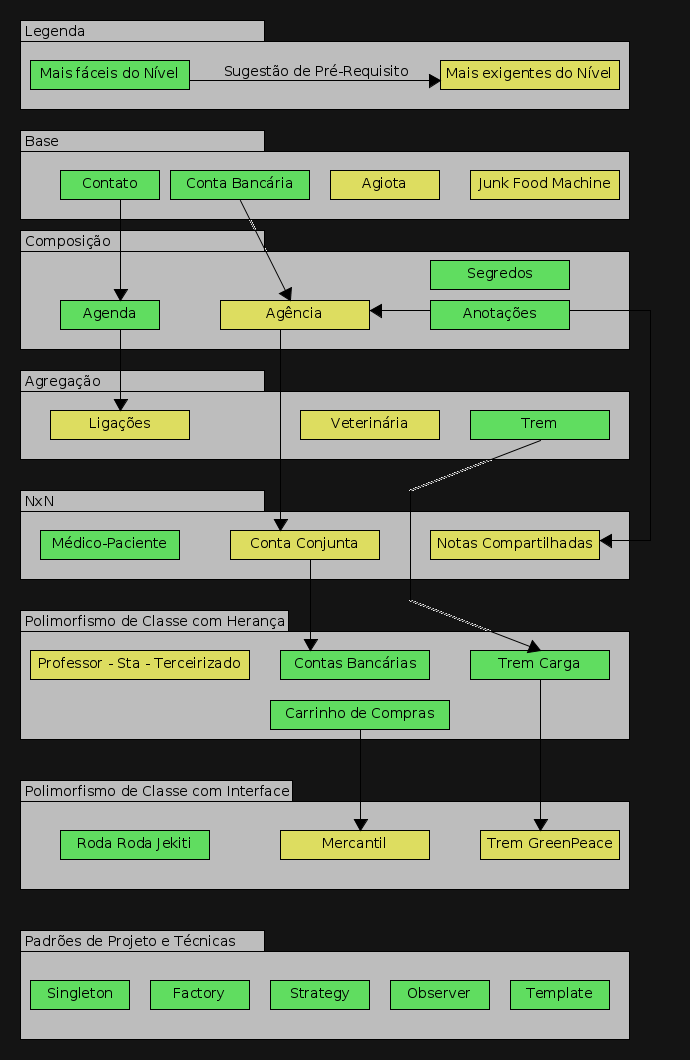 Legenda
Mais fáceis do Nível
Sugestão de Pré-Requisito
Mais exigentes do Nível
Base
Contato
Conta Bancária
Agiota
Junk Food Machine
Composição
Segredos
Agenda
Agência
Anotações
Agregação
Ligações
Veterinária
Trem
NxN
Médico-Paciente
Conta Conjunta
Notas Compartilhadas
Polimorfismo de Classe com Herança
Professor - Sta - Terceirizado
Contas Bancárias
Trem Carga
Carrinho de Compras
Polimorfismo de Classe com Interface
Roda Roda Jekiti
Mercantil
Trem GreenPeace
Padrões de Projeto e Técnicas
Singleton
Factory
Strategy
Observer
Template